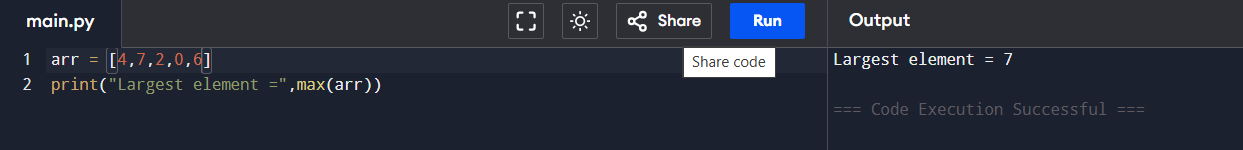 main.py
Share
Run
Output
1 arr = [4,7,2,0,6]
2 print("Largest element =",max(arr))
Share code
Largest element = 7
=== Code Execution Successful ===